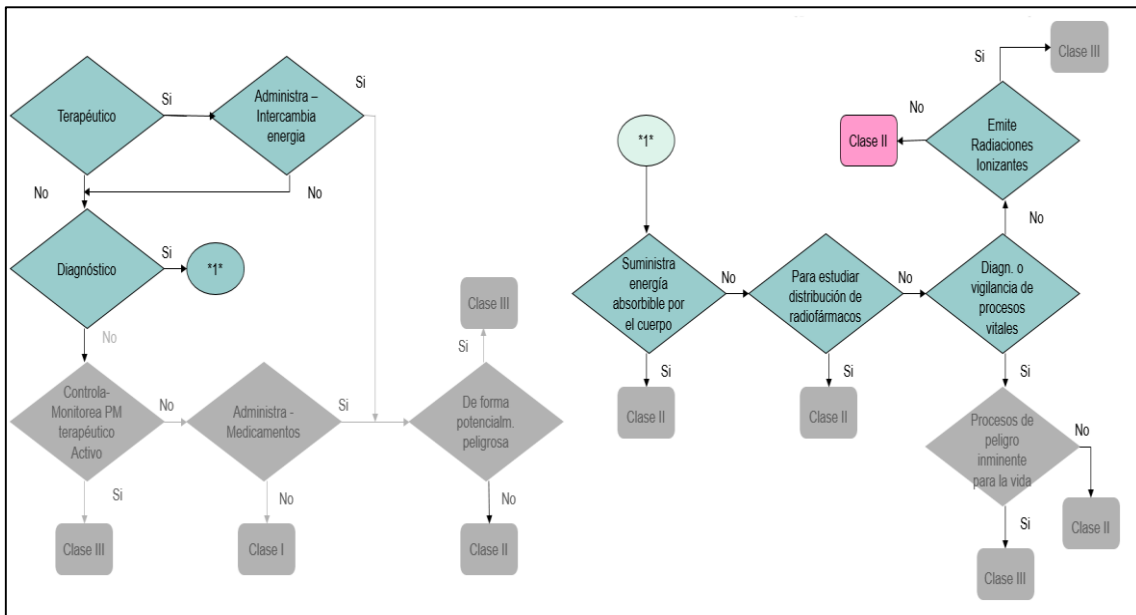 Terapéutico
Si
Administra –
Intercambia
energia
Si
No
No
Diagnóstico
Si
*1*
No
Controla-
Monitorea PM
terapéutico
Activo
No
Administra -
Medicamentos
Si
De forma
potencialm.
peligrosa
Si
Clase III
Si
Clase III
No
Clase I
No
Clase II
*1*
Suministra
energía
absorbible por
el cuerpo
No
Para estudiar
distribución de
radiofármacos
No
Diagn. o
vigilancia de
procesos
vitales
Si
Clase II
Si
Clase II
No
Emite
Radiaciones
Ionizantes
Si
Clase III
No
Clase II
Si
Procesos de
peligro
inminente
para la vida
No
Clase II
Si
Clase III